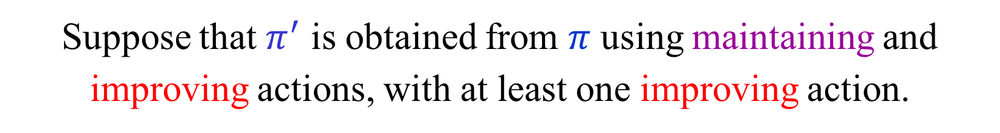 Suppose that π′ is obtained from π using maintaining and
improving actions, with at least one improving action.